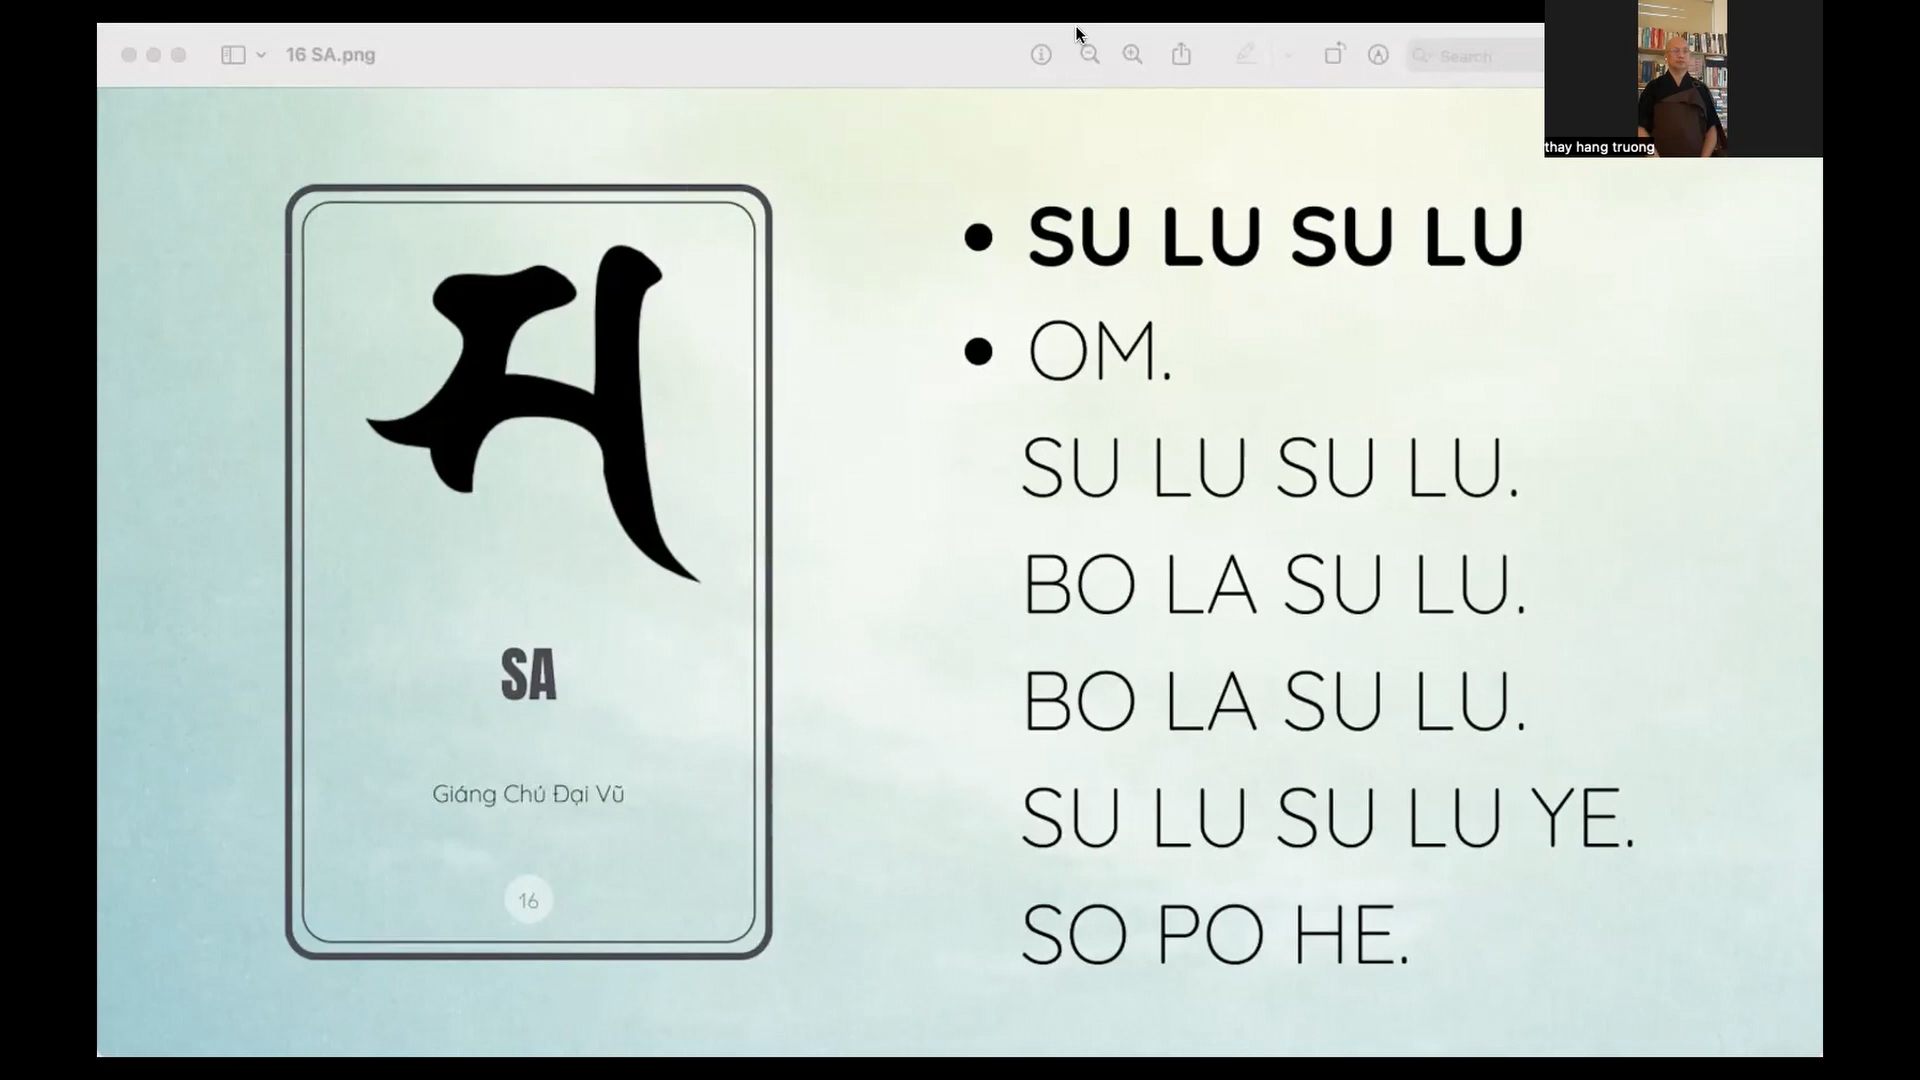 16 SA.png
Search
thay hang truong
𑖭
SA
Giáng Chú Đại Vũ
16
• SU LU SU LU
• OM.
SU LU SU LU.
BO LA SU LU.
BO LA SU LU.
SU LU SU LU YE.
SO PO HE.